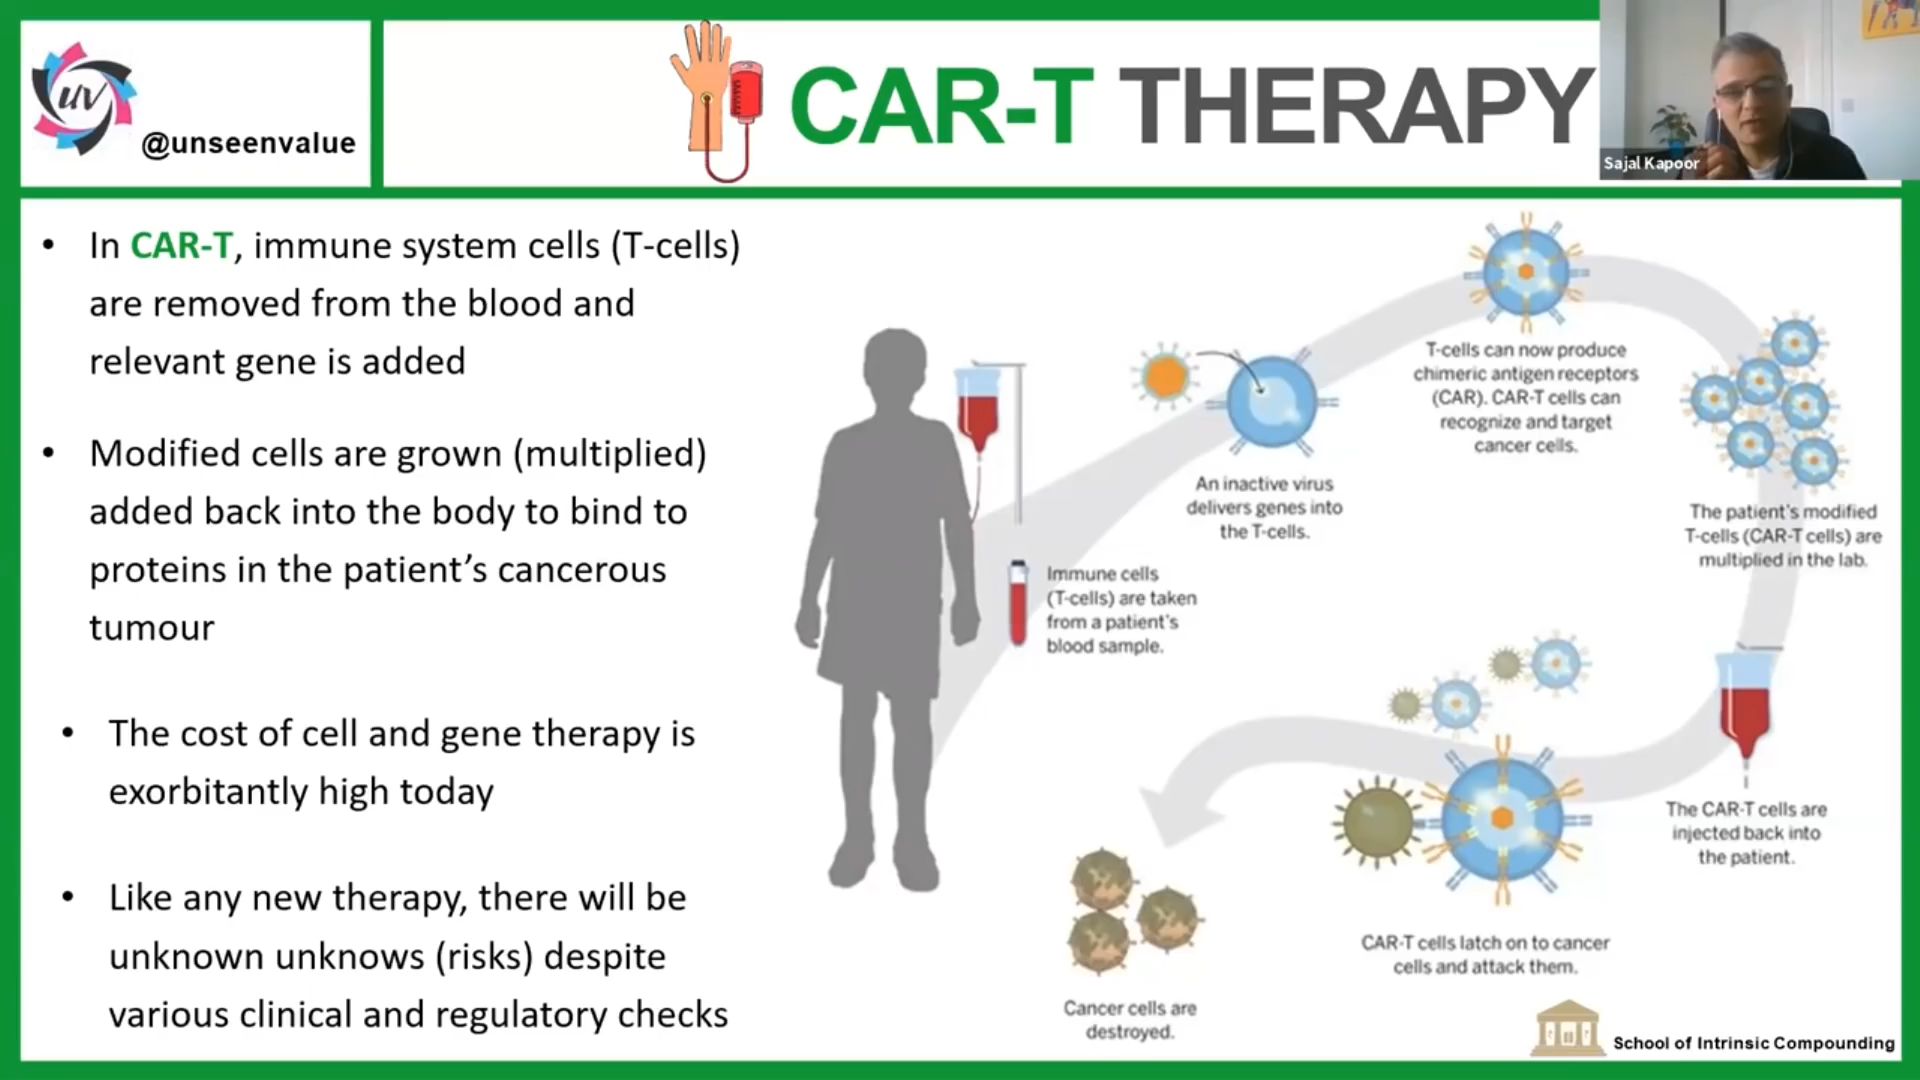 uv
@unseenvalue
CAR-T THERAPY
Sajal Kapoor
• In CAR-T, immune system cells (T-cells)
are removed from the blood and
relevant gene is added
• Modified cells are grown (multiplied)
added back into the body to bind to
proteins in the patient’s cancerous
tumour
• The cost of cell and gene therapy is
exorbitantly high today
• Like any new therapy, there will be
unknown unknows (risks) despite
various clinical and regulatory checks
Immune cells
(T-cells) are taken
from a patient's
blood sample.
An inactive virus
delivers genes into
the T-cells.
T-cells can now produce
chimeric antigen receptors
(CAR). CAR-T cells can
recognize and target
cancer cells.
The patient's modified
T-cells (CAR-T cells) are
multiplied in the lab.
The CAR-T cells are
injected back into
the patient.
CAR-T cells latch on to cancer
cells and attack them.
Cancer cells are
destroyed.
School of Intrinsic Compounding